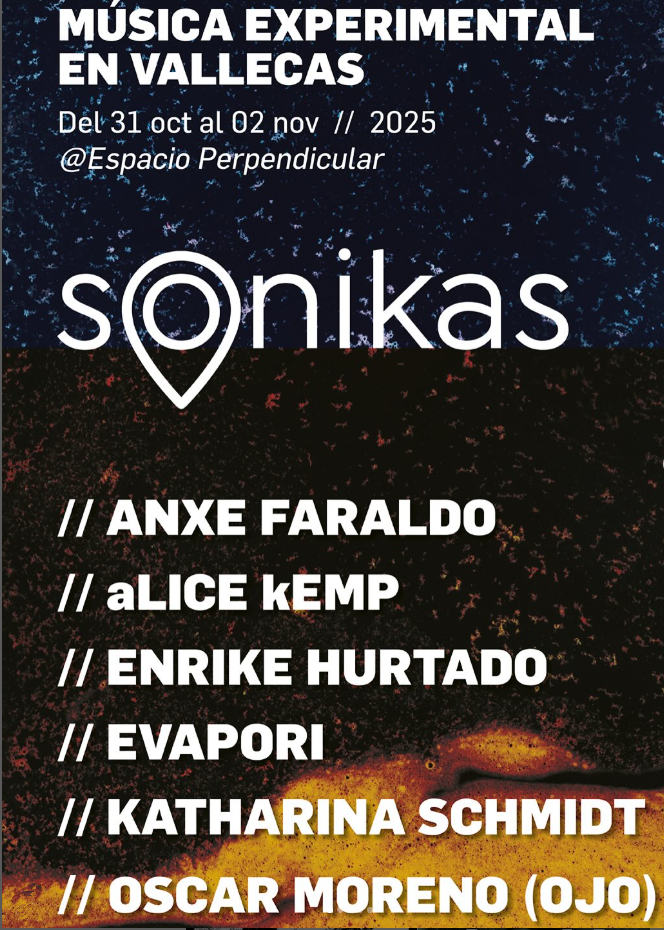 MÚSICA EXPERIMENTAL
EN VALLECAS
Del 31 oct al 02 nov // 2025
@Espacio Perpendicular
sonikas
// ANXE FARALDO
// aLICE kEMP
// ENRIKE HURTADO
// EVAPORI
// KATHARINA SCHMIDT
// OSCAR MORENO (OJO)